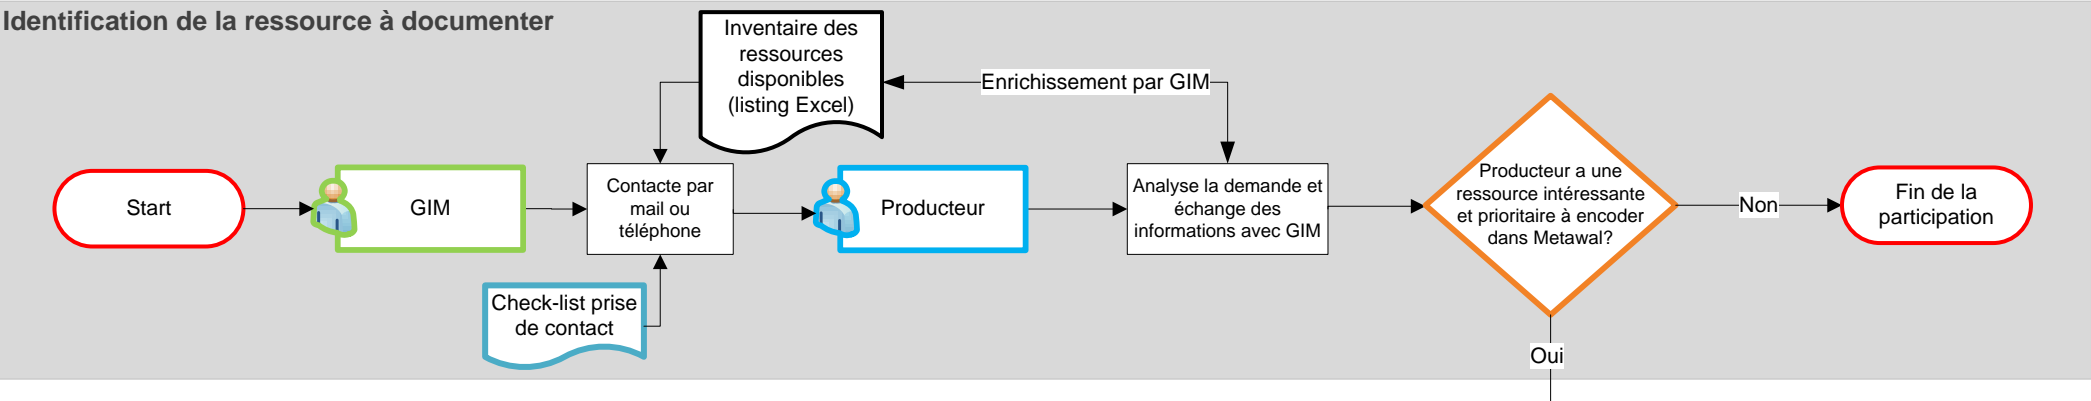 Identification de la ressource à documenter
Inventaire des
ressources
disponibles
(listing Excel)
Enrichissement par GIM
Start
GIM
Contacte par
mail ou
téléphone
Producteur
Analyse la demande et
échange des
informations avec GIM
Producteur a une
ressource intéressante
et prioritaire à encoder
dans Metawal?
Non
Fin de la
participation
Check-list prise
de contact
Oui